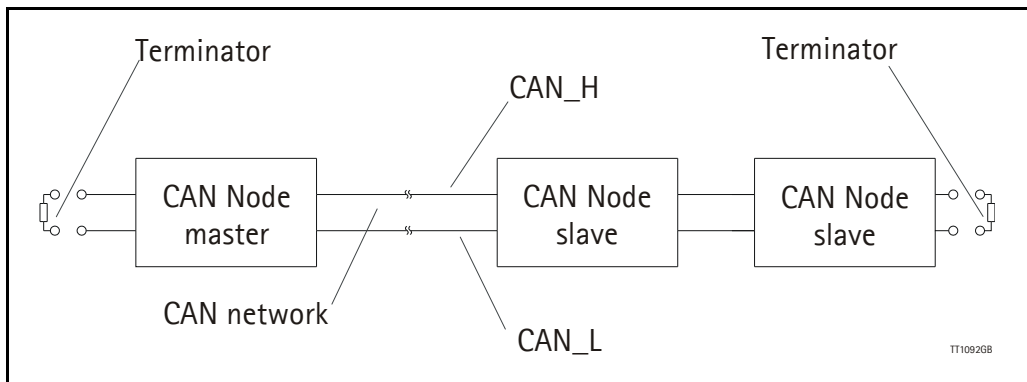 Terminator
Terminator
CAN_H
CAN Node
master
CAN Node
slave
CAN Node
slave
CAN network
CAN_L
TT1092GB